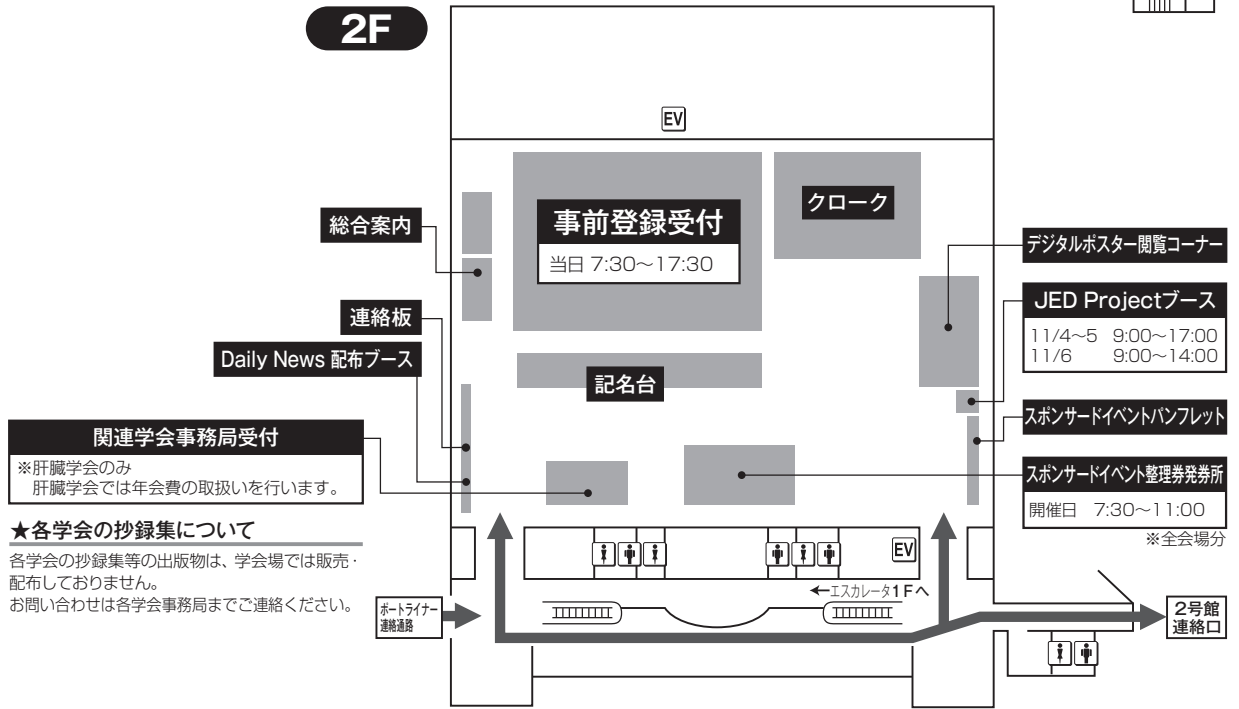 2F
EV
総合案内
事前登録受付
当日 7:30～17:30
クローク
デジタルポスター閲覧コーナー
連絡板
JED Projectブース
11/4～5 9:00～17:00
11/6 9:00～14:00
Daily News 配布ブース
記名台
スポンサードイベントパンフレット
関連学会事務局受付
※肝臓学会のみ
肝臓学会では年会費の取扱いを行います。
スポンサードイベント整理券発券所
開催日 7:30～11:00
※全会場分
★各学会の抄録集について
各学会の抄録集等の出版物は、学会場では販売・
配布しておりません。
お問い合わせは各学会事務局までご連絡ください。
EV
←エスカレータ1Fへ
ポートライナー
連絡通路
2号館
連絡口